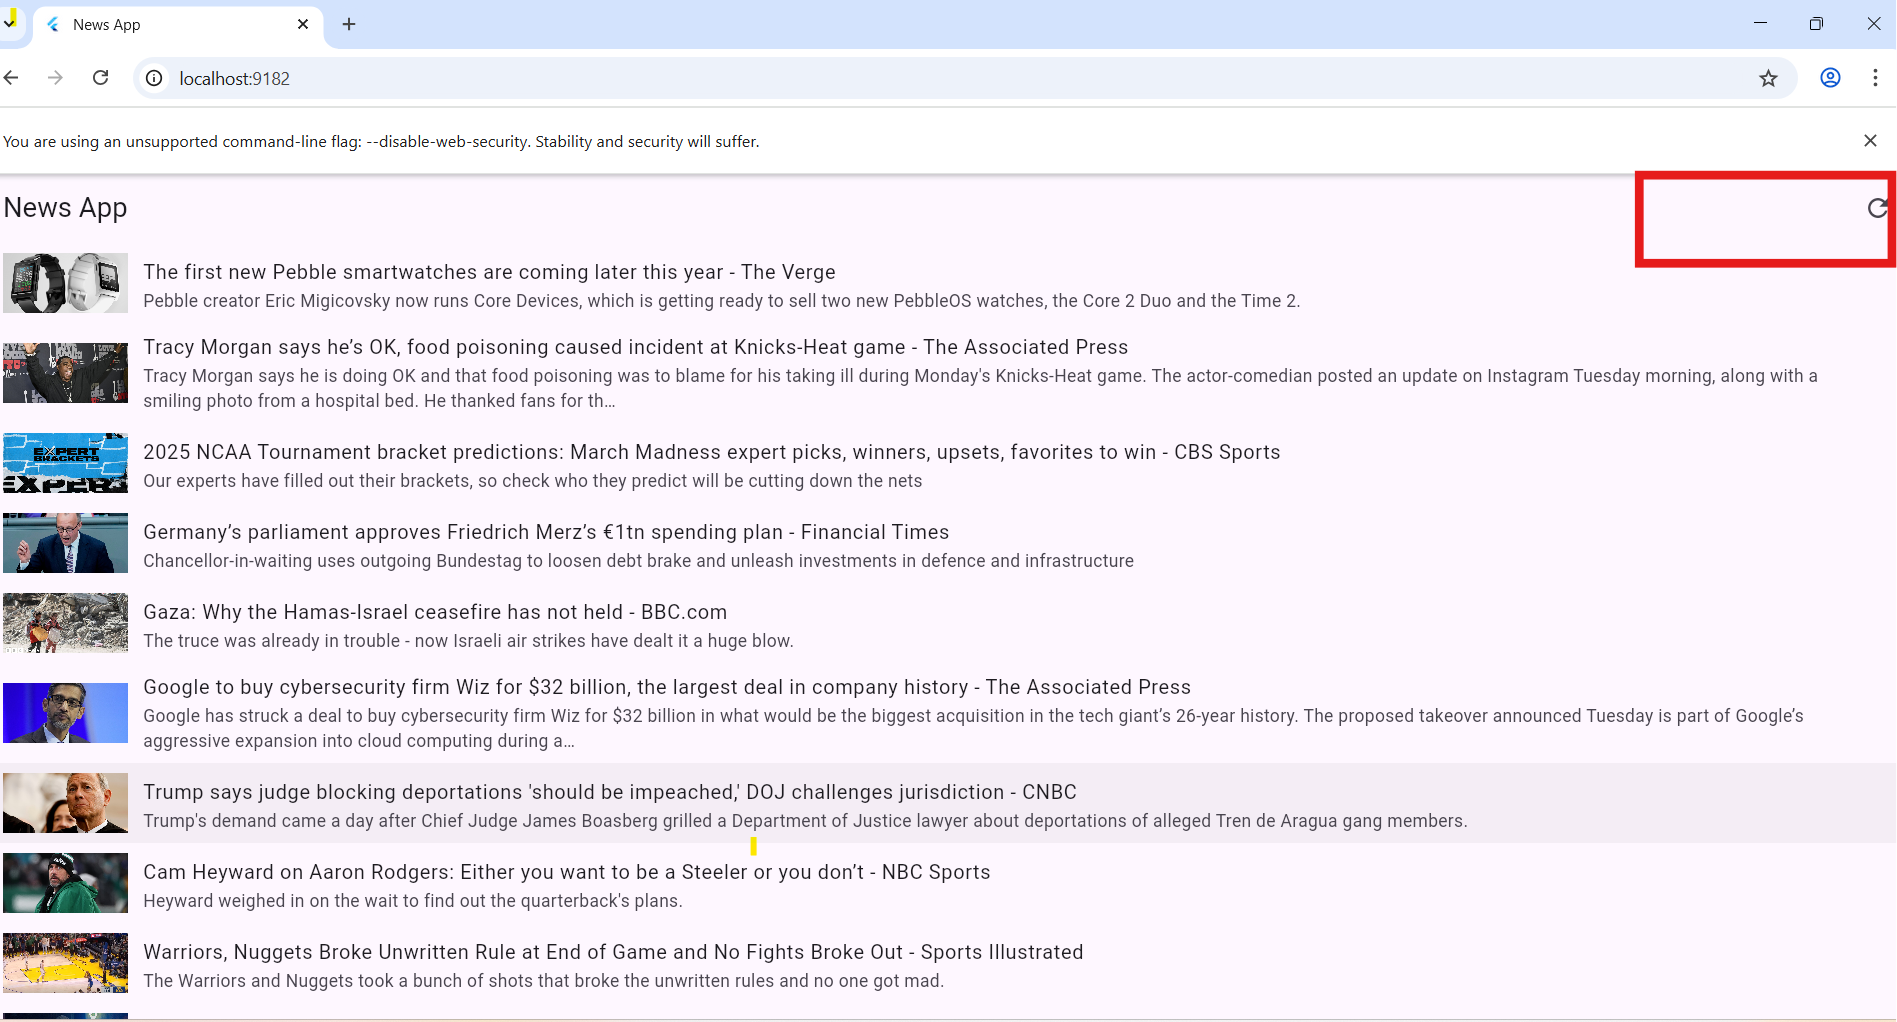 News App
localhost:9182
You are using an unsupported command-line flag: --disable-web-security. Stability and security will suffer.
News App
The first new Pebble smartwatches are coming later this year - The Verge
Pebble creator Eric Migicovsky now runs Core Devices, which is getting ready to sell two new PebbleOS watches, the Core 2 Duo and the Time 2.
Tracy Morgan says he’s OK, food poisoning caused incident at Knicks-Heat game - The Associated Press
Tracy Morgan says he is doing OK and that food poisoning was to blame for his taking ill during Monday's Knicks-Heat game. The actor-comedian posted an update on Instagram Tuesday morning, along with a
smiling photo from a hospital bed. He thanked fans for th…
EXPERT
BRACKETS
2025 NCAA Tournament bracket predictions: March Madness expert picks, winners, upsets, favorites to win - CBS Sports
Our experts have filled out their brackets, so check who they predict will be cutting down the nets
Germany’s parliament approves Friedrich Merz’s €1tn spending plan - Financial Times
Chancellor-in-waiting uses outgoing Bundestag to loosen debt brake and unleash investments in defence and infrastructure
Gaza: Why the Hamas-Israel ceasefire has not held - BBC.com
The truce was already in trouble - now Israeli air strikes have dealt it a huge blow.
Google to buy cybersecurity firm Wiz for $32 billion, the largest deal in company history - The Associated Press
Google has struck a deal to buy cybersecurity firm Wiz for $32 billion in what would be the biggest acquisition in the tech giant’s 26-year history. The proposed takeover announced Tuesday is part of Google’s
aggressive expansion into cloud computing during a…
Trump says judge blocking deportations 'should be impeached,' DOJ challenges jurisdiction - CNBC
Trump's demand came a day after Chief Judge James Boasberg grilled a Department of Justice lawyer about deportations of alleged Tren de Aragua gang members.
Cam Heyward on Aaron Rodgers: Either you want to be a Steeler or you don’t - NBC Sports
Heyward weighed in on the wait to find out the quarterback's plans.
Warriors, Nuggets Broke Unwritten Rule at End of Game and No Fights Broke Out - Sports Illustrated
The Warriors and Nuggets took a bunch of shots that broke the unwritten rules and no one got mad.